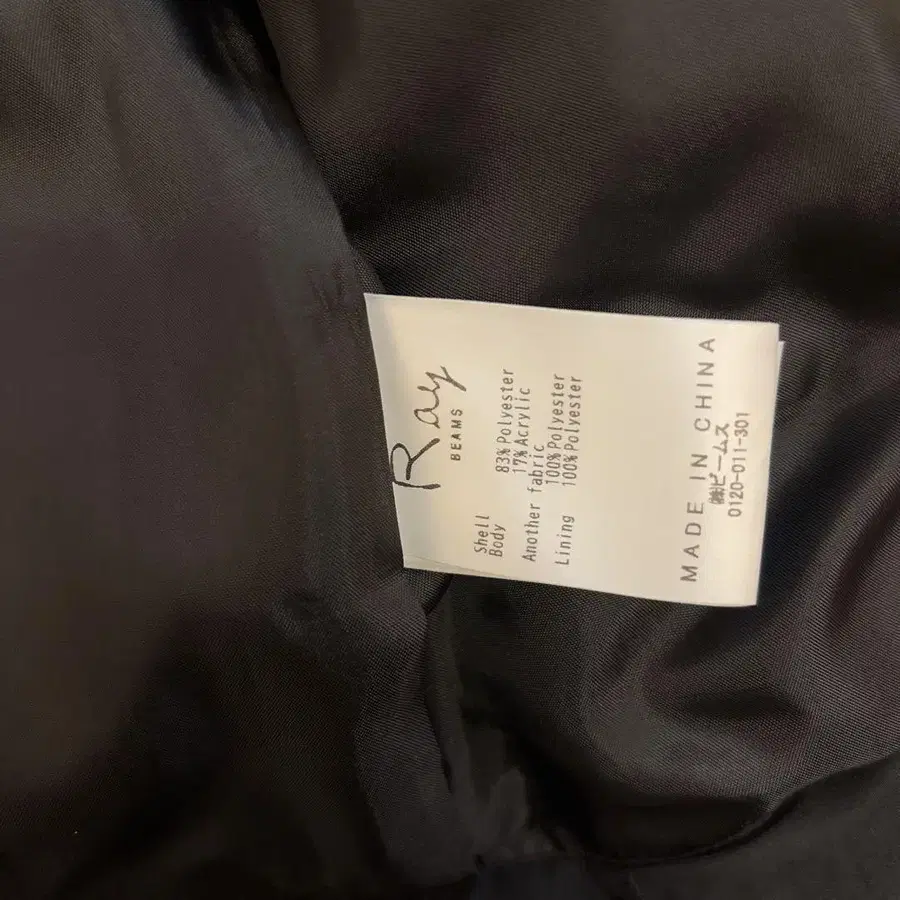 Ray
BEAMS
Shell
Body 83%Polyester
17%Acrylic
Another fabric
100%Polyester
Lining 100%Polyester
MADE IN CHINA
㈱ビームス
0120-011-301